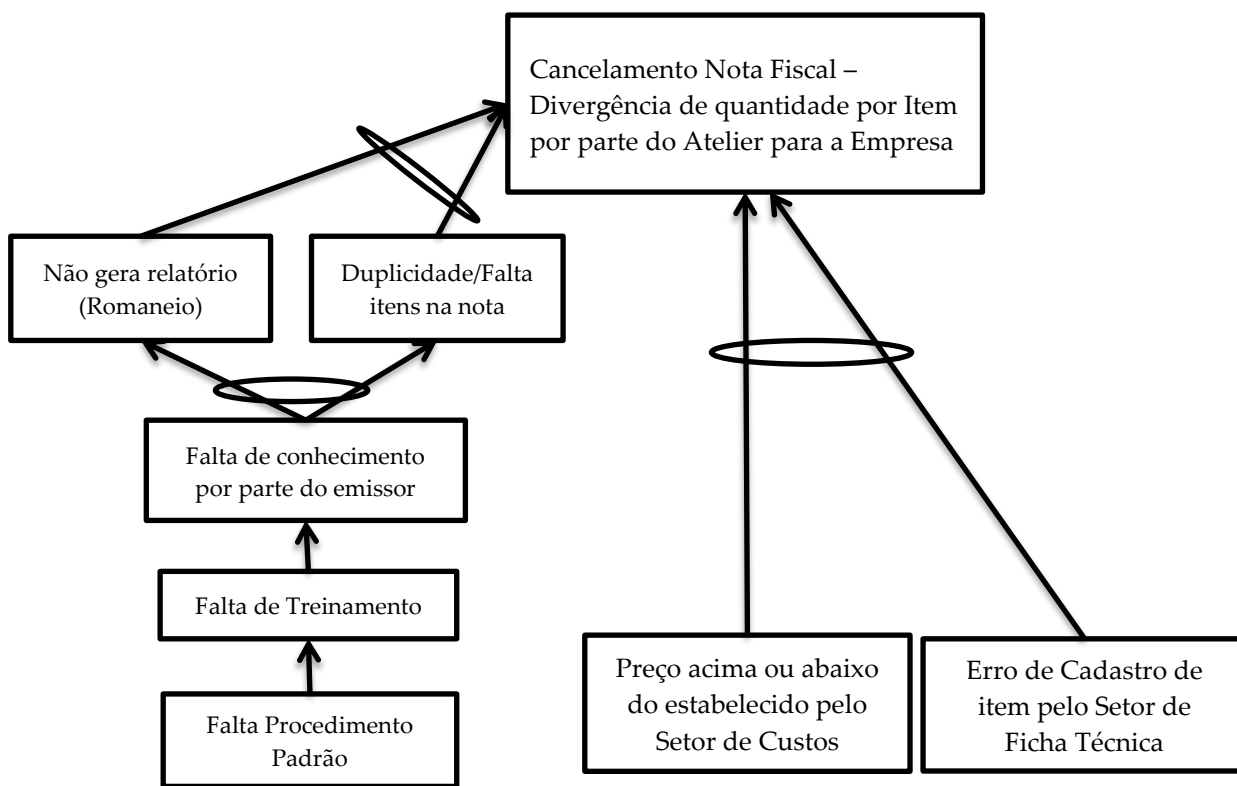 Cancelamento Nota Fiscal –
Divergência de quantidade por Item
por parte do Atelier para a Empresa
Não gera relatório
(Romaneio)
Duplicidade/Falta
itens na nota
Falta de conhecimento
por parte do emissor
Falta de Treinamento
Falta Procedimento
Padrão
Preço acima ou abaixo
do estabelecido pelo
Setor de Custos
Erro de Cadastro de
item pelo Setor de
Ficha Técnica